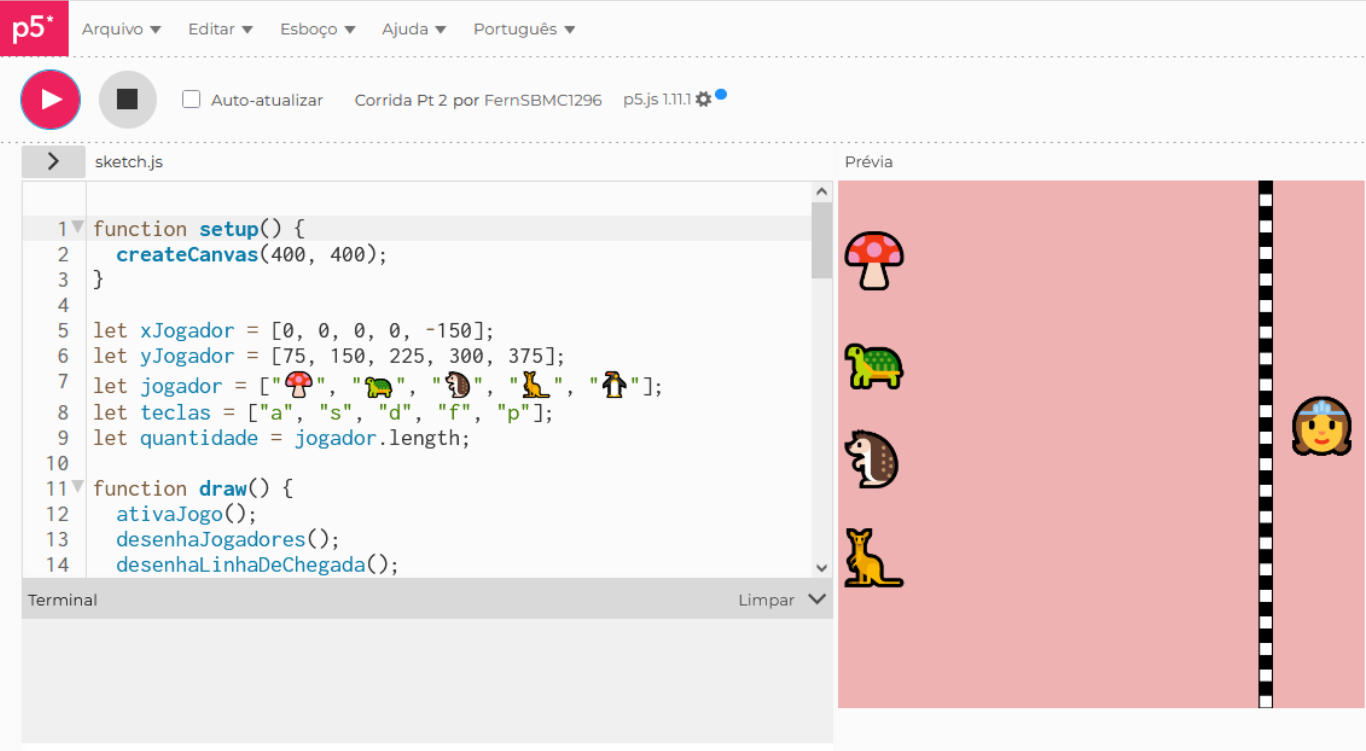 p5* Arquivo Editar Esboço Ajuda Português
Auto-atualizar Corrida Pt 2 por FernSBMC1296 p5.js 1.11.1
sketch.js
Prévia
1 function setup() {
2 createCanvas(400, 400);
3 }
4
5 let xJogador = [0, 0, 0, 0, -150];
6 let yJogador = [75, 150, 225, 300, 375];
7 let jogador = ["🍄", "🐢", "🦔", "🦘", "🐧"];
8 let teclas = ["a", "s", "d", "f", "p"];
9 let quantidade = jogador.length;
10
11 function draw() {
12 ativaJogo();
13 desenhaJogadores();
14 desenhaLinhaDeChegada();
Terminal Limpar